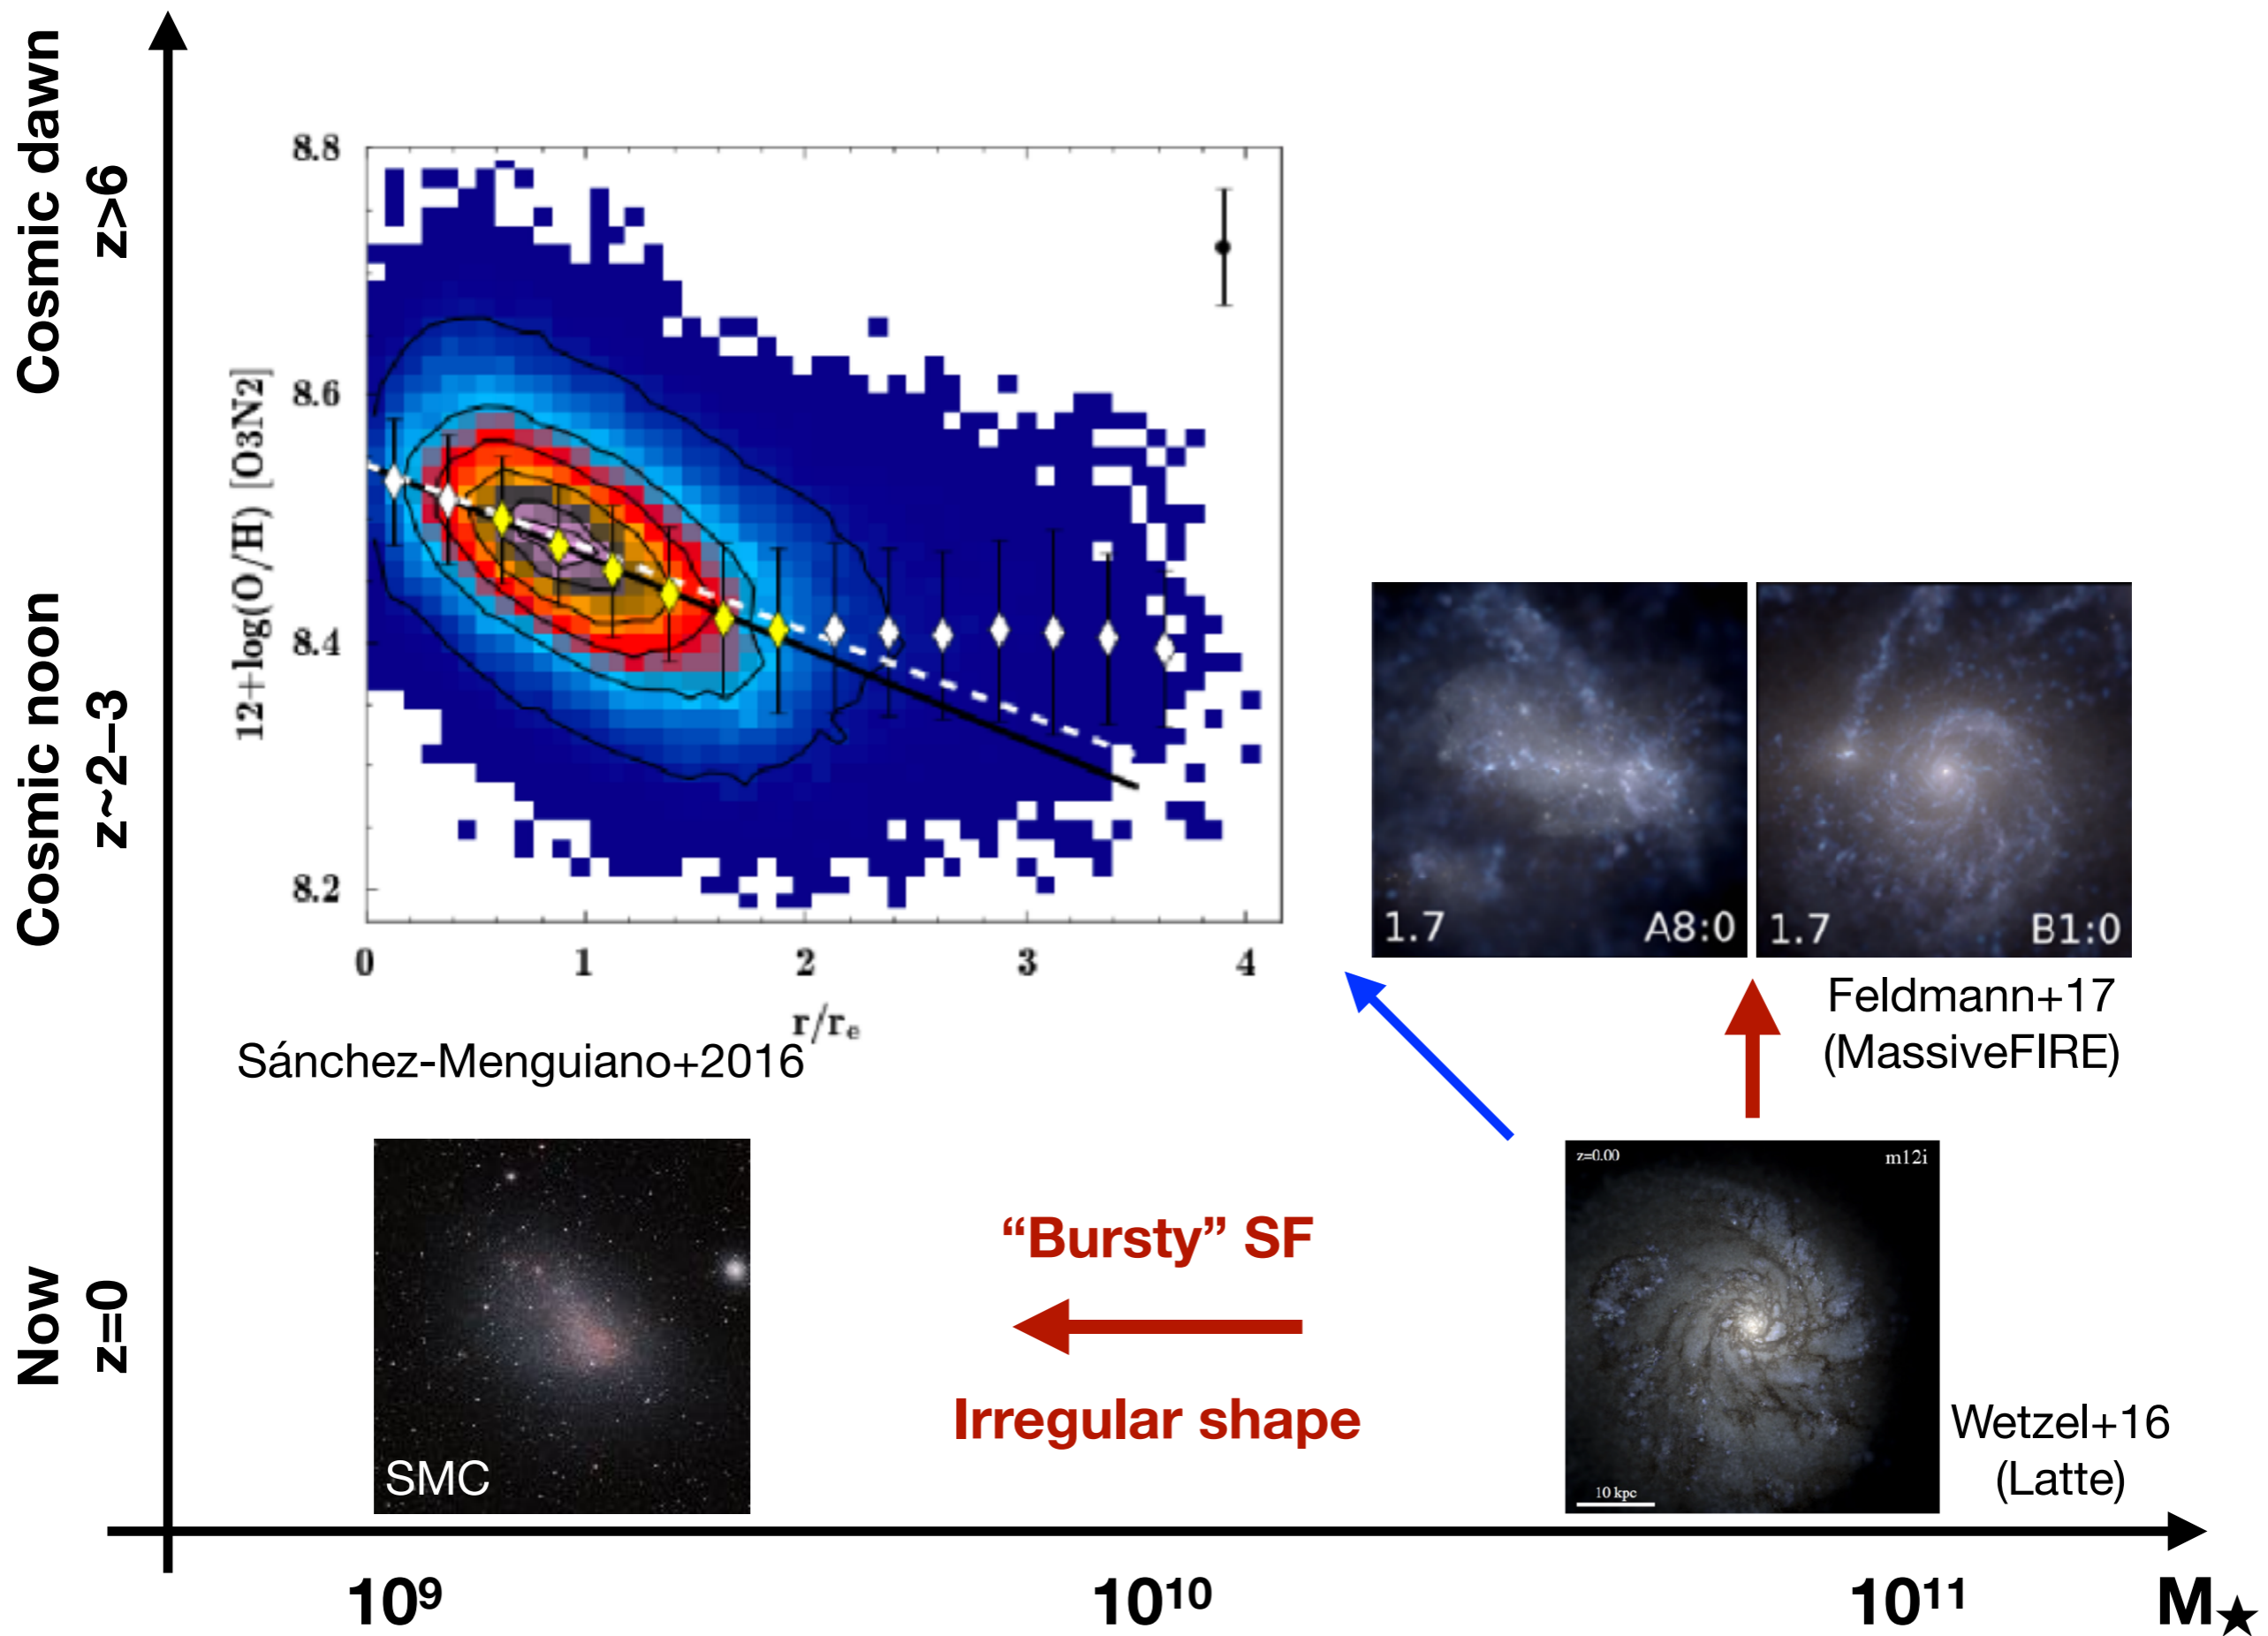 Cosmic dawn
z>6
Cosmic noon
z~2–3
Now
z=0
8.8
8.6
8.4
8.2
12+log(O/H) [O3N2]
0 1 2 3 4
r/rₑ
Sánchez-Menguiano+2016
1.7 A8:0
1.7 B1:0
Feldmann+17
(MassiveFIRE)
SMC
“Bursty” SF
Irregular shape
z=0.00 m12i
10 kpc
Wetzel+16
(Latte)
10⁹ 10¹⁰ 10¹¹ M★